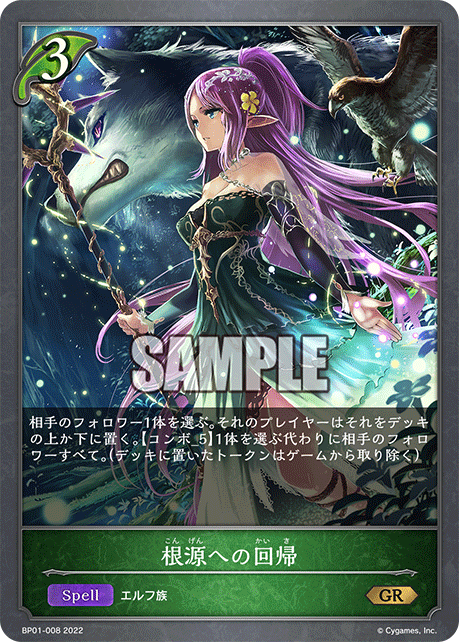 3
SAMPLE
相手のフォロワー1体を選ぶ。それのプレイヤーはそれをデッキ
の上か下に置く。【コンボ_5】1体を選ぶ代わりに相手のフォロ
ワーすべて。(デッキに置いたトークンはゲームから取り除く)
こんげん かいき
根源への回帰
Spell エルフ族 GR
BP01-008 2022 © Cygames, Inc.